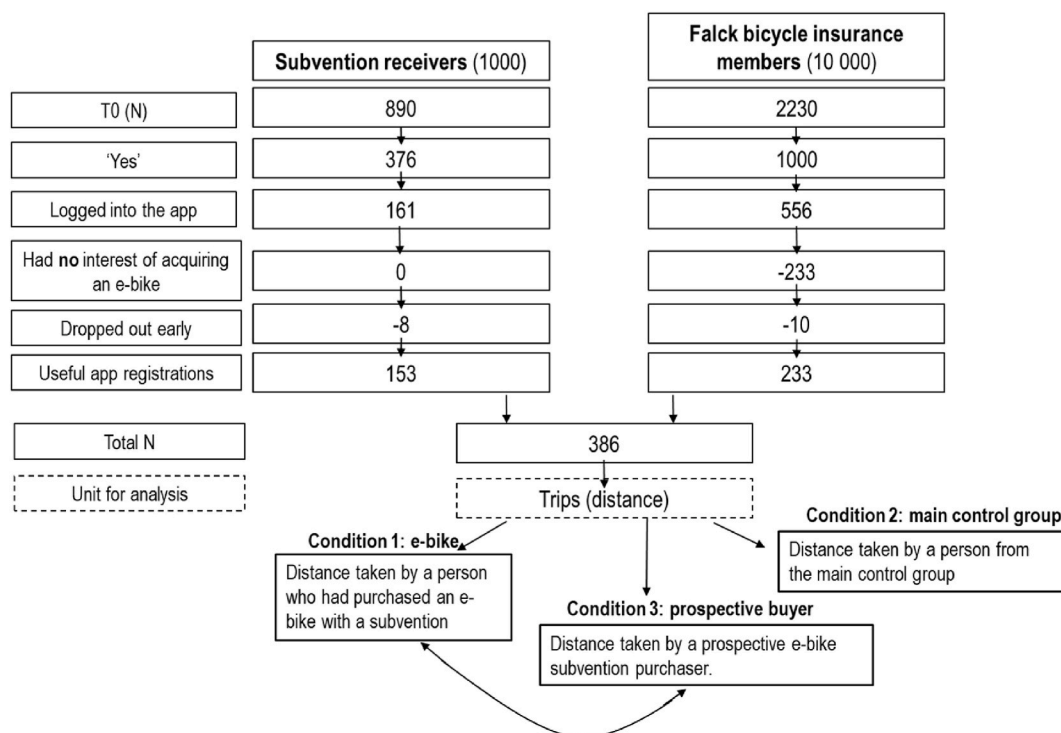 Subvention receivers (1000)
Falck bicycle insurance
members (10 000)
T0 (N)
890
2230
'Yes'
376
1000
Logged into the app
161
556
Had no interest of acquiring
an e-bike
0
-233
Dropped out early
-8
-10
Useful app registrations
153
233
Total N
386
Unit for analysis
Trips (distance)
Condition 1: e-bike
Distance taken by a person
who had purchased an e-
bike with a subvention
Condition 3: prospective buyer
Distance taken by a prospective e-bike
subvention purchaser.
Condition 2: main control group
Distance taken by a person from
the main control group